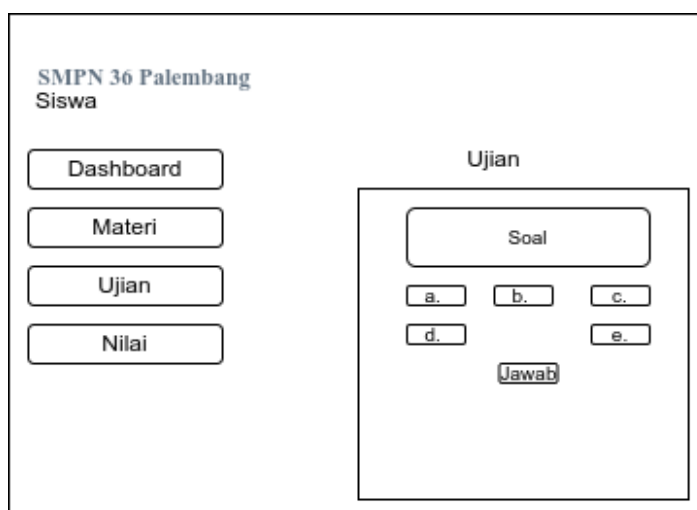 SMPN 36 Palembang
Siswa
Dashboard
Materi
Ujian
Nilai
Ujian
Soal
a. b. c.
d. e.
Jawab